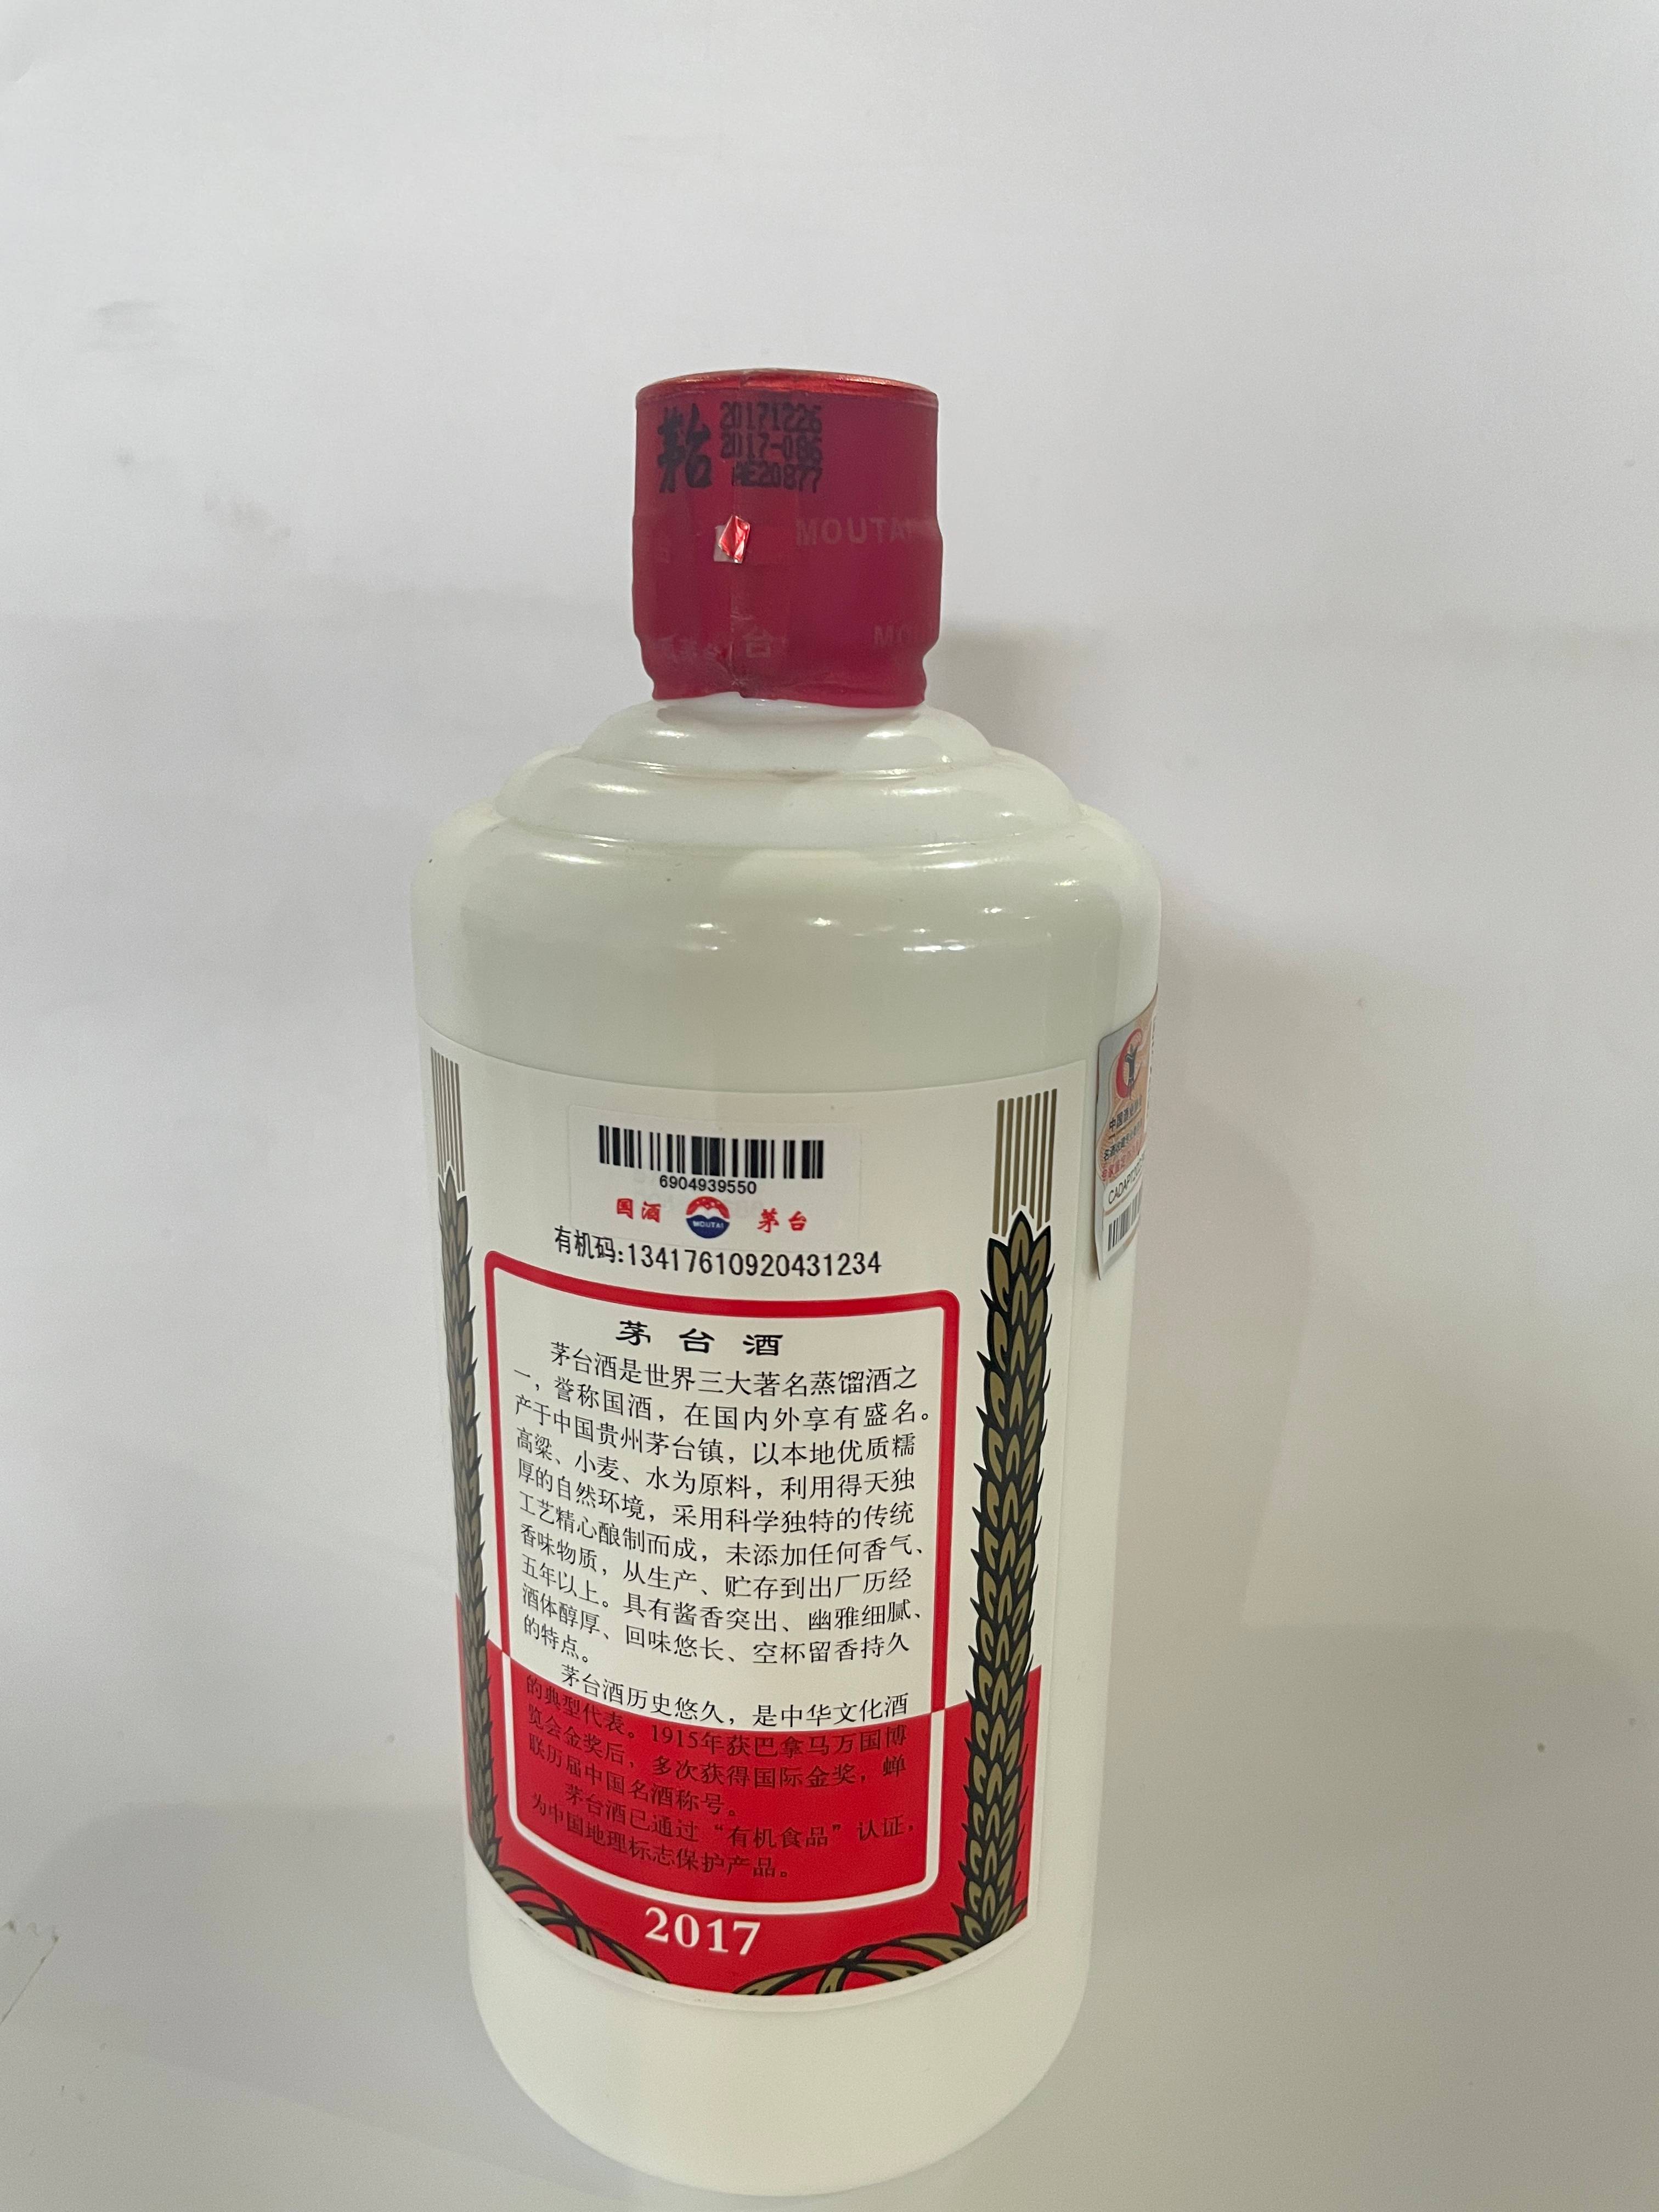 茅台
20171226
2017-086
AE20877
MOUTAI
台
6904939550
国酒
MOUTAI
茅台
有机码:13417610920431234
茅台酒
茅台酒是世界三大著名蒸馏酒之
一，誉称国酒，在国内外享有盛名。
产于中国贵州茅台镇，以本地优质糯
高粱、小麦、水为原料，利用得天独
厚的自然环境，采用科学独特的传统
工艺精心酿制而成，未添加任何香气、
香味物质，从生产、贮存到出厂历经
五年以上。具有酱香突出、幽雅细腻、
酒体醇厚、回味悠长、空杯留香持久
的特点。
茅台酒历史悠久，是中华文化酒
的典型代表。1915年获巴拿马万国博
览会金奖后，多次获得国际金奖，蝉
联历届中国名酒称号。
茅台酒已通过“有机食品”认证，
为中国地理标志保护产品。
2017